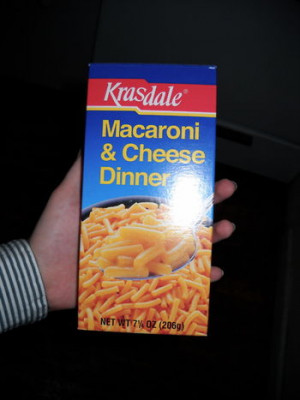 Krasdale®
Macaroni
& Cheese
Dinner
NET WT 7¼ OZ (206g)